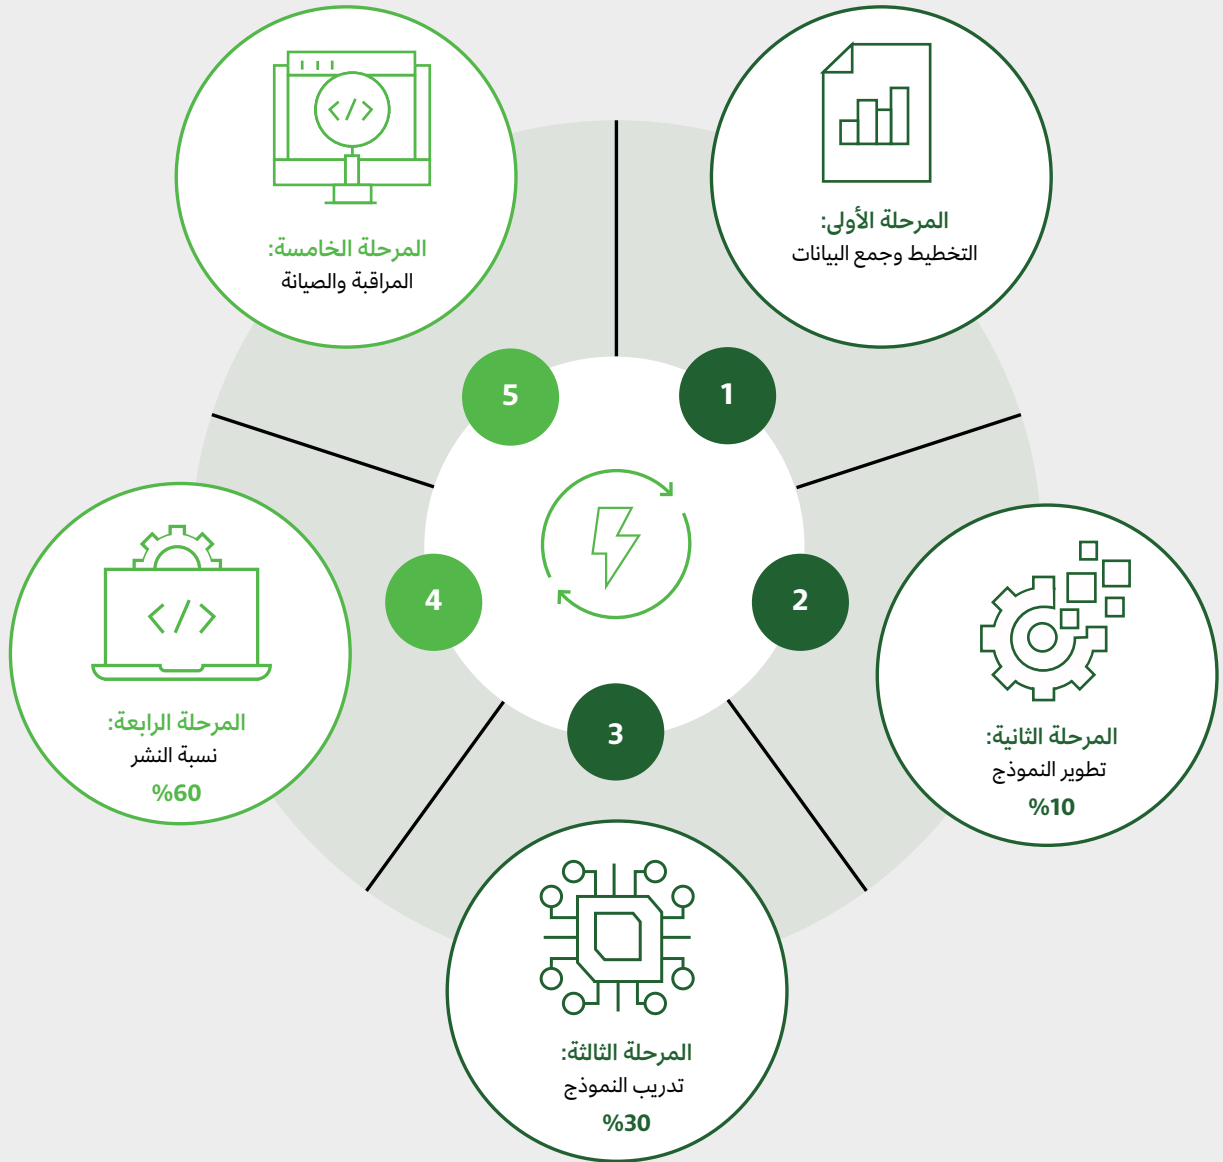 1
المرحلة الأولى:
التخطيط وجمع البيانات
2
المرحلة الثانية:
تطوير النموذج
%10
3
المرحلة الثالثة:
تدريب النموذج
%30
4
المرحلة الرابعة:
نسبة النشر
%60
5
المرحلة الخامسة:
المراقبة والصيانة